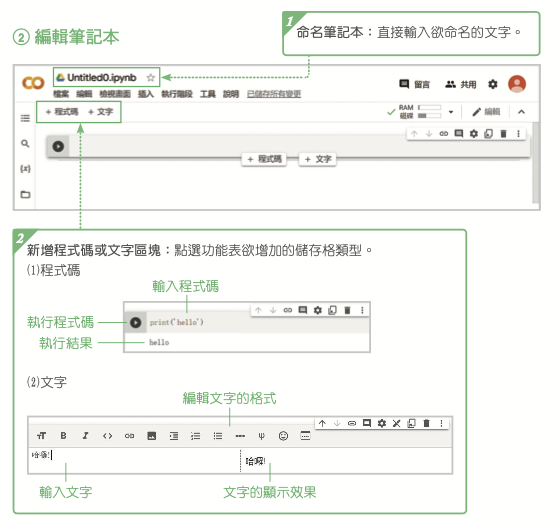 ② 編輯筆記本
1 命名筆記本：直接輸入欲命名的文字。
Untitled0.ipynb
檔案 編輯 檢視畫面 插入 執行階段 工具 說明 已儲存所有變更
留言 共用
+ 程式碼 + 文字
RAM
磁碟
編輯
{x}
+ 程式碼 + 文字
2 新增程式碼或文字區塊：點選功能表欲增加的儲存格類型。
(1)程式碼
輸入程式碼
執行程式碼
print("hello")
執行結果
hello
(2)文字
編輯文字的格式
TT B I <> Ψ
哈囉!
哈囉!
輸入文字
文字的顯示效果